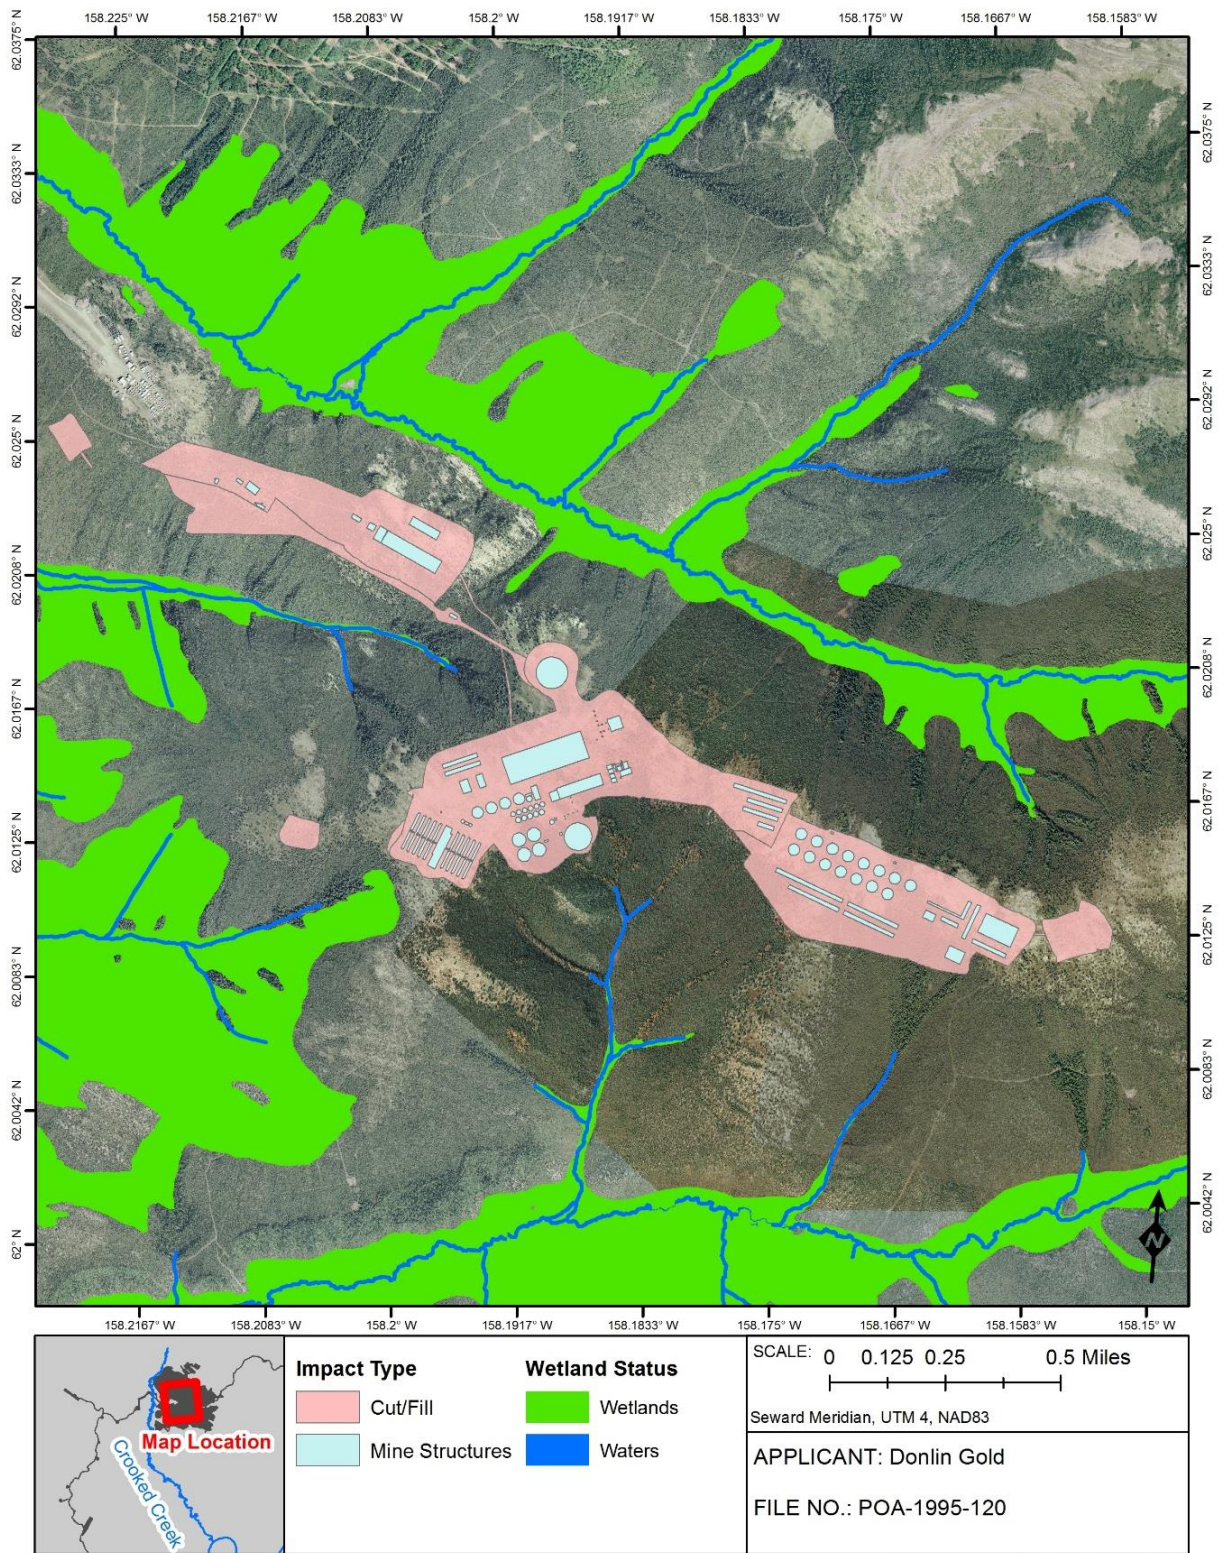 158.225° W 158.2167° W 158.2083° W 158.2° W 158.1917° W 158.1833° W 158.175° W 158.1667° W 158.1583° W
62.0375° N
62.0333° N
62.0292° N
62.025° N
62.0208° N
62.0167° N
62.0125° N
62.0083° N
62.0042° N
62° N
62.0375° N
62.0333° N
62.0292° N
62.025° N
62.0208° N
62.0167° N
62.0125° N
62.0083° N
62.0042° N
N
158.2167° W 158.2083° W 158.2° W 158.1917° W 158.1833° W 158.175° W 158.1667° W 158.1583° W 158.15° W
Map Location
Crooked Creek
Impact Type
Cut/Fill
Mine Structures
Wetland Status
Wetlands
Waters
SCALE: 0 0.125 0.25 0.5 Miles
Seward Meridian, UTM 4, NAD83
APPLICANT: Donlin Gold
FILE NO.: POA-1995-120